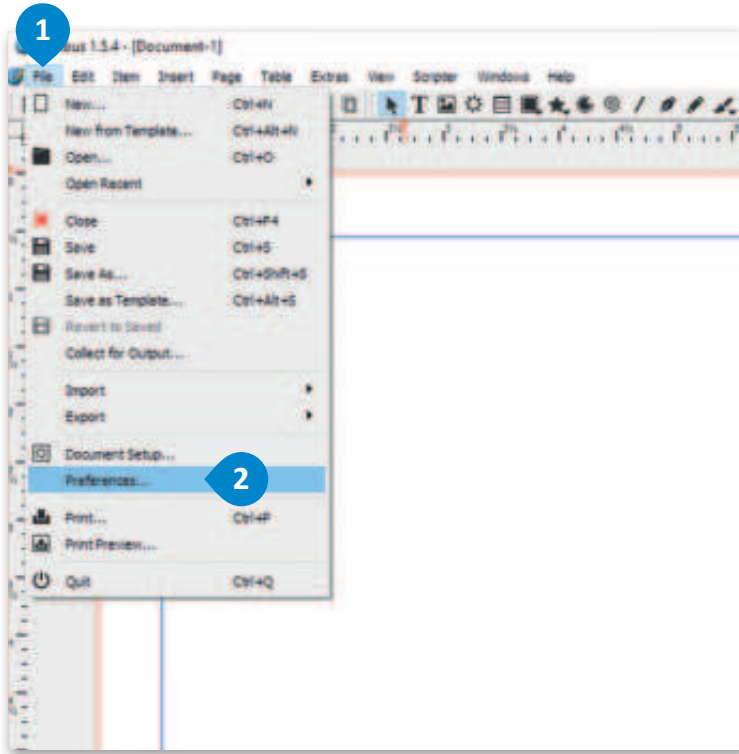 1
bus 1.5.4 - [Document-1]
File Edit Item Insert Page Table Extras View Scripter Windows Help
New... Ctrl+N
New from Template... Ctrl+Alt+N
Open... Ctrl+O
Open Recent
Close Ctrl+F4
Save Ctrl+S
Save As... Ctrl+Shift+S
Save as Template... Ctrl+Alt+S
Revert to Saved
Collect for Output...
Import
Export
Document Setup...
Preferences...
2
Print... Ctrl+P
Print Preview...
Quit Ctrl+Q